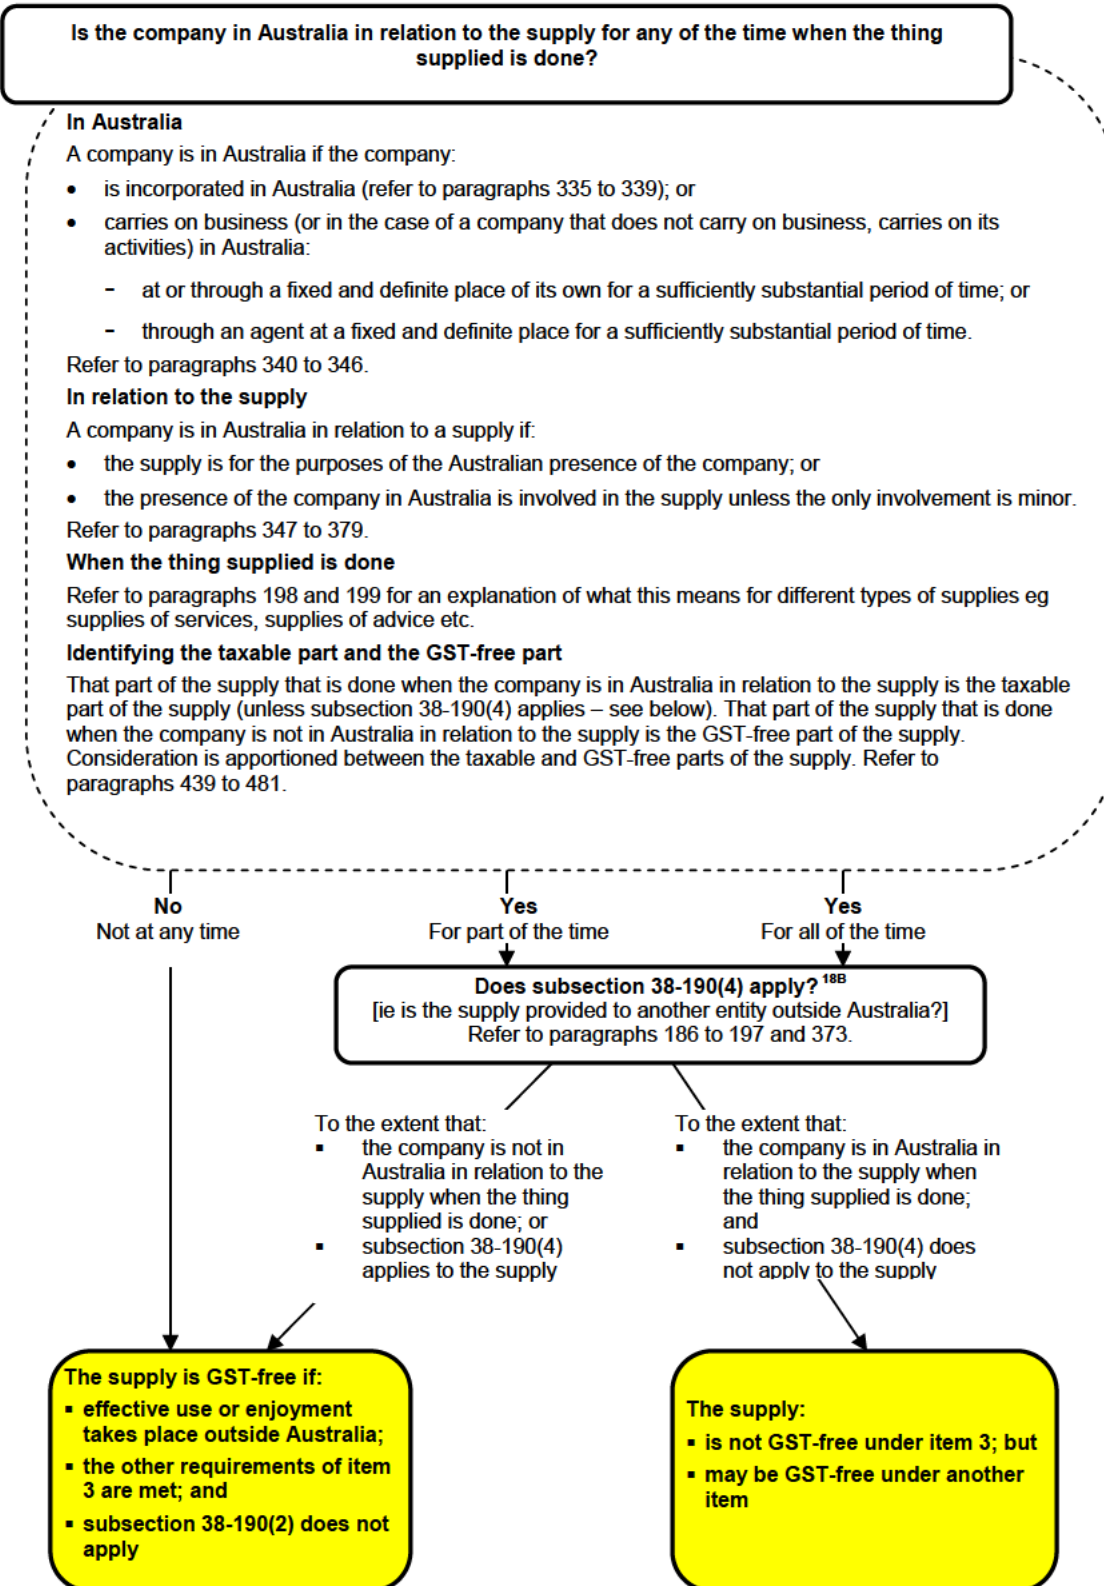 Is the company in Australia in relation to the supply for any of the time when the thing
supplied is done?
In Australia
A company is in Australia if the company:
• is incorporated in Australia (refer to paragraphs 335 to 339); or
• carries on business (or in the case of a company that does not carry on business, carries on its
activities) in Australia:
- at or through a fixed and definite place of its own for a sufficiently substantial period of time; or
- through an agent at a fixed and definite place for a sufficiently substantial period of time.
Refer to paragraphs 340 to 346.
In relation to the supply
A company is in Australia in relation to a supply if:
• the supply is for the purposes of the Australian presence of the company; or
• the presence of the company in Australia is involved in the supply unless the only involvement is minor.
Refer to paragraphs 347 to 379.
When the thing supplied is done
Refer to paragraphs 198 and 199 for an explanation of what this means for different types of supplies eg
supplies of services, supplies of advice etc.
Identifying the taxable part and the GST-free part
That part of the supply that is done when the company is in Australia in relation to the supply is the taxable
part of the supply (unless subsection 38-190(4) applies – see below). That part of the supply that is done
when the company is not in Australia in relation to the supply is the GST-free part of the supply.
Consideration is apportioned between the taxable and GST-free parts of the supply. Refer to
paragraphs 439 to 481.
No
Not at any time
Yes
For part of the time
Yes
For all of the time
Does subsection 38-190(4) apply? 18B
[ie is the supply provided to another entity outside Australia?]
Refer to paragraphs 186 to 197 and 373.
To the extent that:
▪ the company is not in
Australia in relation to the
supply when the thing
supplied is done; or
▪ subsection 38-190(4)
applies to the supply
To the extent that:
▪ the company is in Australia in
relation to the supply when
the thing supplied is done;
and
▪ subsection 38-190(4) does
not apply to the supply
The supply is GST-free if:
▪ effective use or enjoyment
takes place outside Australia;
▪ the other requirements of item
3 are met; and
▪ subsection 38-190(2) does not
apply
The supply:
▪ is not GST-free under item 3; but
▪ may be GST-free under another
item